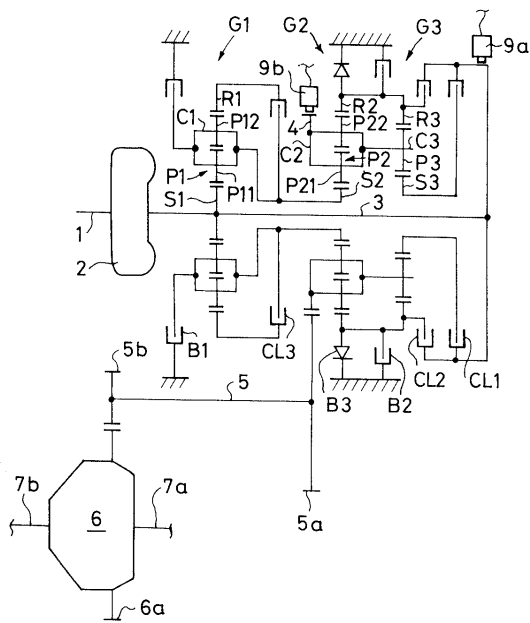 G1
G2
G3
9a
9b
R1
C1
P12
4
R2
P22
C2
P2
R3
C3
P3
S3
P1
S1
P11
P21
S2
1
2
3
B1
CL3
B3
B2
CL2
CL1
5b
5
5a
7b
6
7a
6a